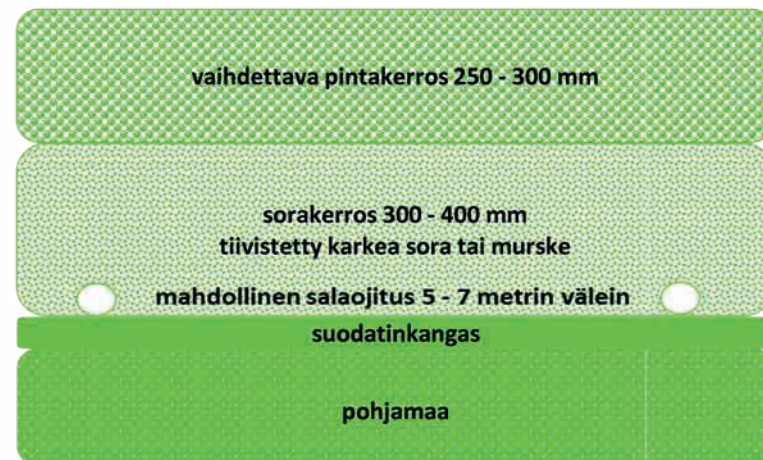 vaihdettava pintakerros 250 - 300 mm
sorakerros 300 - 400 mm
tiivistetty karkea sora tai murske
mahdollinen salaojitus 5 - 7 metrin välein
suodatinkangas
pohjamaa